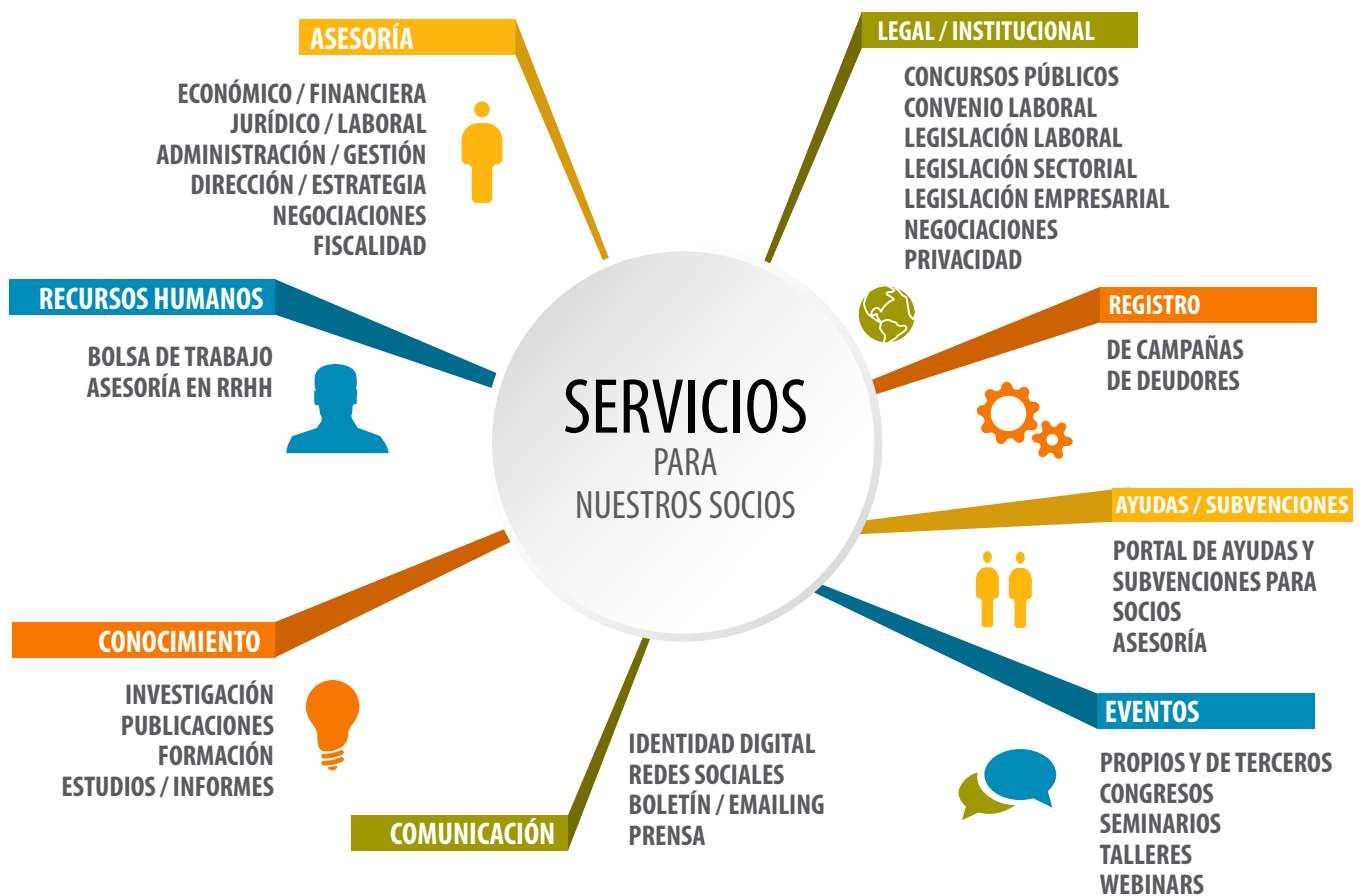 ASESORÍA
ECONÓMICO / FINANCIERA
JURÍDICO / LABORAL
ADMINISTRACIÓN / GESTIÓN
DIRECCIÓN / ESTRATEGIA
NEGOCIACIONES
FISCALIDAD
LEGAL / INSTITUCIONAL
CONCURSOS PÚBLICOS
CONVENIO LABORAL
LEGISLACIÓN LABORAL
LEGISLACIÓN SECTORIAL
LEGISLACIÓN EMPRESARIAL
NEGOCIACIONES
PRIVACIDAD
RECURSOS HUMANOS
BOLSA DE TRABAJO
ASESORÍA EN RRHH
SERVICIOS
PARA
NUESTROS SOCIOS
REGISTRO
DE CAMPAÑAS
DE DEUDORES
AYUDAS / SUBVENCIONES
PORTAL DE AYUDAS Y
SUBVENCIONES PARA
SOCIOS
ASESORÍA
CONOCIMIENTO
INVESTIGACIÓN
PUBLICACIONES
FORMACIÓN
ESTUDIOS / INFORMES
COMUNICACIÓN
IDENTIDAD DIGITAL
REDES SOCIALES
BOLETÍN / EMAILING
PRENSA
EVENTOS
PROPIOS Y DE TERCEROS
CONGRESOS
SEMINARIOS
TALLERES
WEBINARS